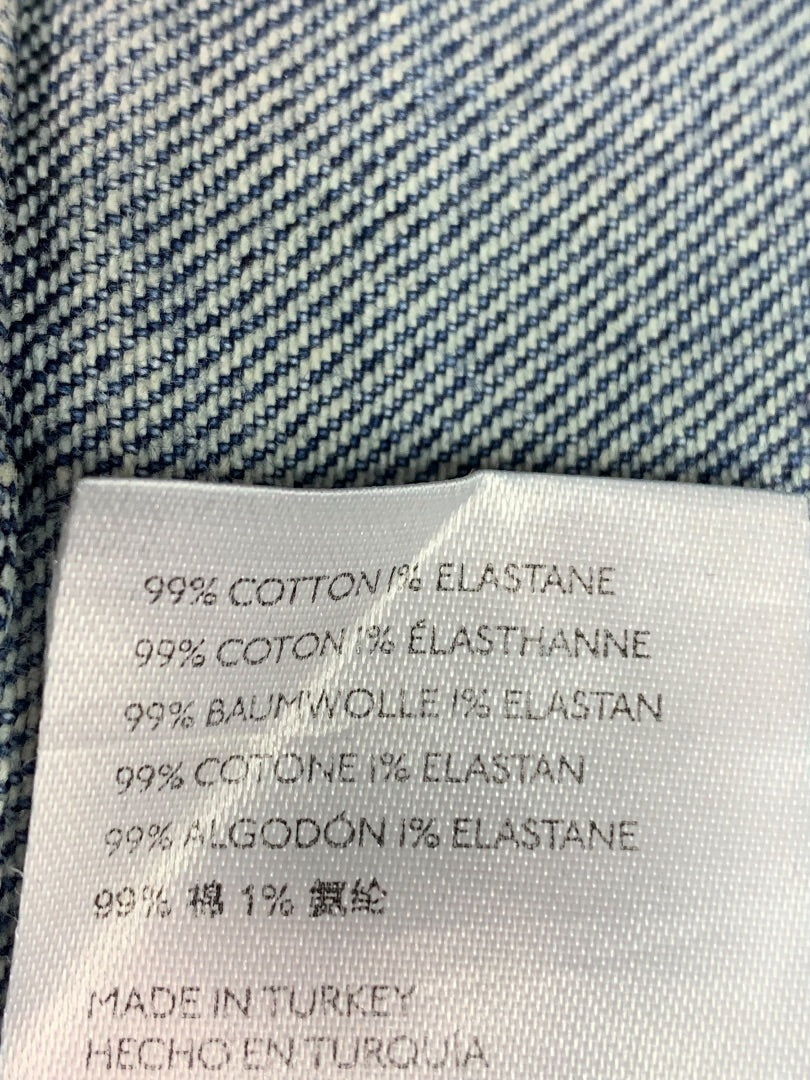 99% COTTON 1% ELASTANE
99% COTON 1% ÉLASTHANNE
99% BAUMWOLLE 1% ELASTAN
99% COTONE 1% ELASTAN
99% ALGODÓN 1% ELASTANE
99% 棉 1% 氨纶
MADE IN TURKEY
HECHO EN TURQUÍA